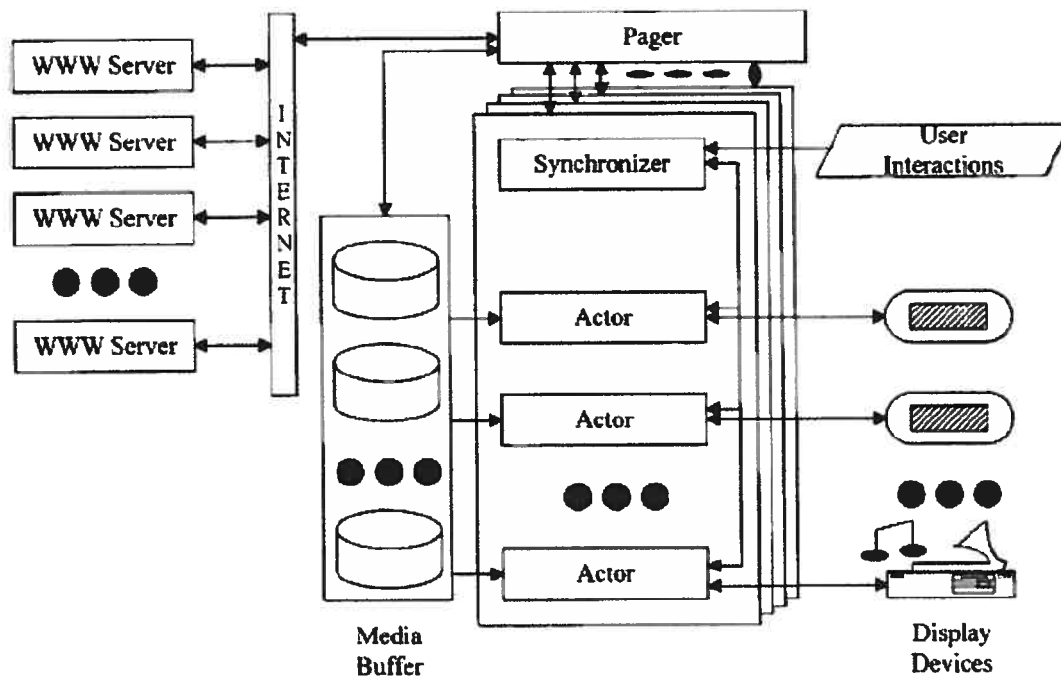 Pager
WWW Server
WWW Server
WWW Server
WWW Server
INTERNET
Synchronizer
User
Interactions
Actor
Actor
Actor
Media
Buffer
Display
Devices